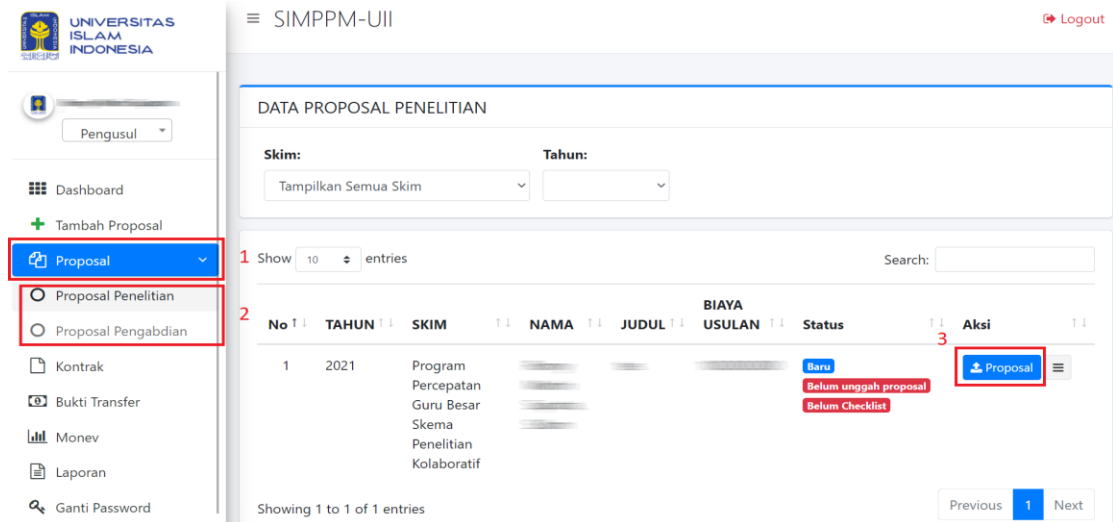 UNIVERSITAS
ISLAM
INDONESIA
SIMPPM-UII
Logout
Pengusul
Dashboard
Tambah Proposal
Proposal
Proposal Penelitian
Proposal Pengabdian
Kontrak
Bukti Transfer
Monev
Laporan
Ganti Password
DATA PROPOSAL PENELITIAN
Skim: Tahun:
Tampilkan Semua Skim
1 Show 10 entries Search:
2
No TAHUN SKIM NAMA JUDUL BIAYA USULAN Status Aksi
3
1 2021 Program Percepatan Guru Besar Skema Penelitian Kolaboratif
Baru
Belum unggah proposal
Belum Checklist
Proposal
Showing 1 to 1 of 1 entries
Previous 1 Next